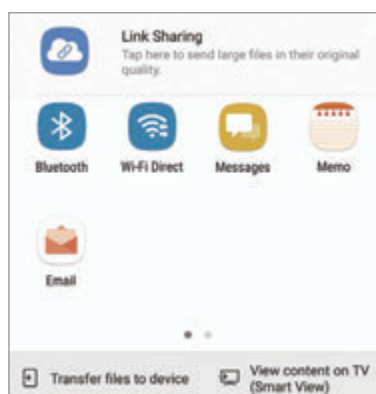 Link Sharing
Tap here to send large files in their original
quality.
Bluetooth Wi-Fi Direct Messages Memo
Email
Transfer files to device
View content on TV
(Smart View)